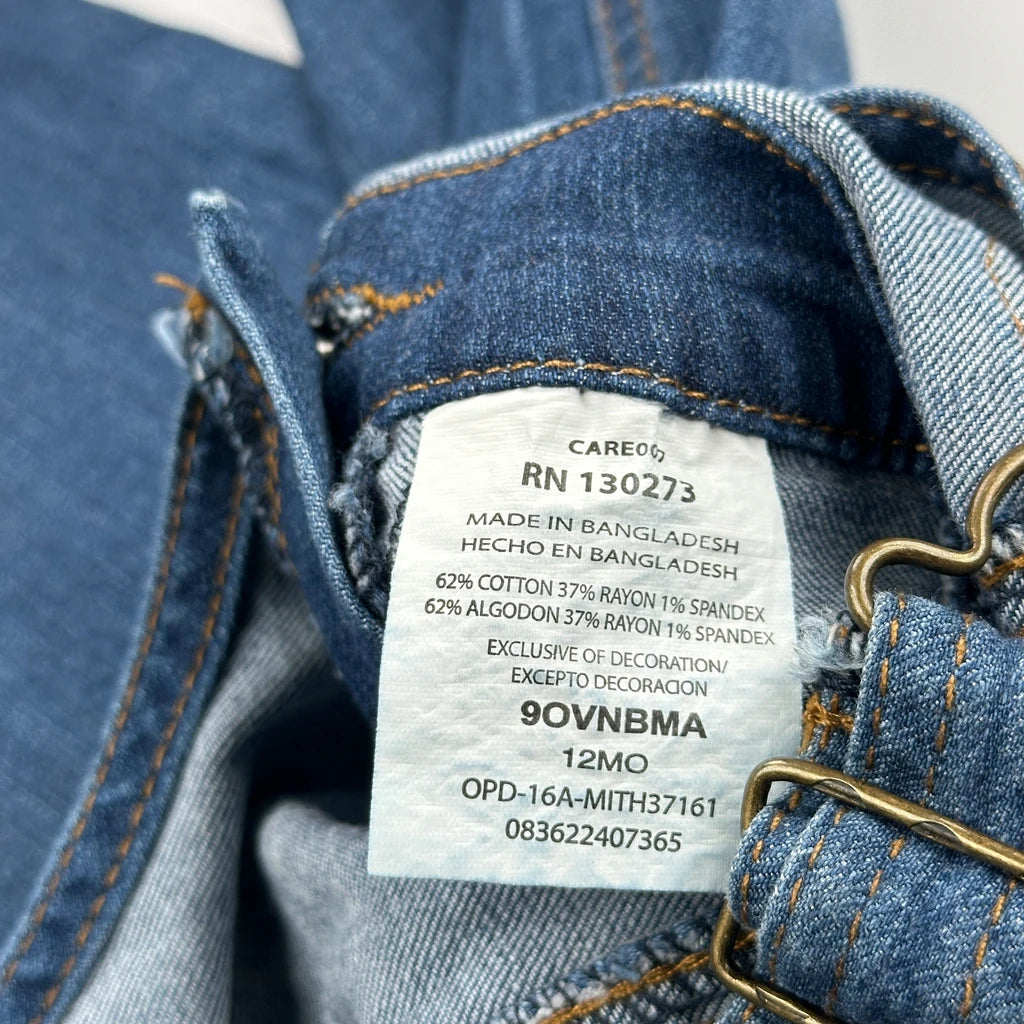 RN 130273
MADE IN BANGLADESH
HECHO EN BANGLADESH
62% COTTON 37% RAYON 1% SPANDEX
62% ALGODON 37% RAYON 1% SPANDEX
EXCLUSIVE OF DECORATION/
EXCEPTO DECORACION
9OVNBMA
12MO
OPD-16A-MITH37161
083622407365